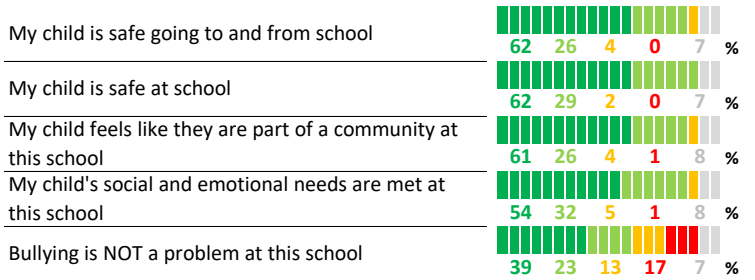 My child is safe going to and from school
62 26 4 0 7 %
My child is safe at school
62 29 2 0 7 %
My child feels like they are part of a community at
this school
61 26 4 1 8 %
My child's social and emotional needs are met at
this school
54 32 5 1 8 %
Bullying is NOT a problem at this school
39 23 13 17 7 %